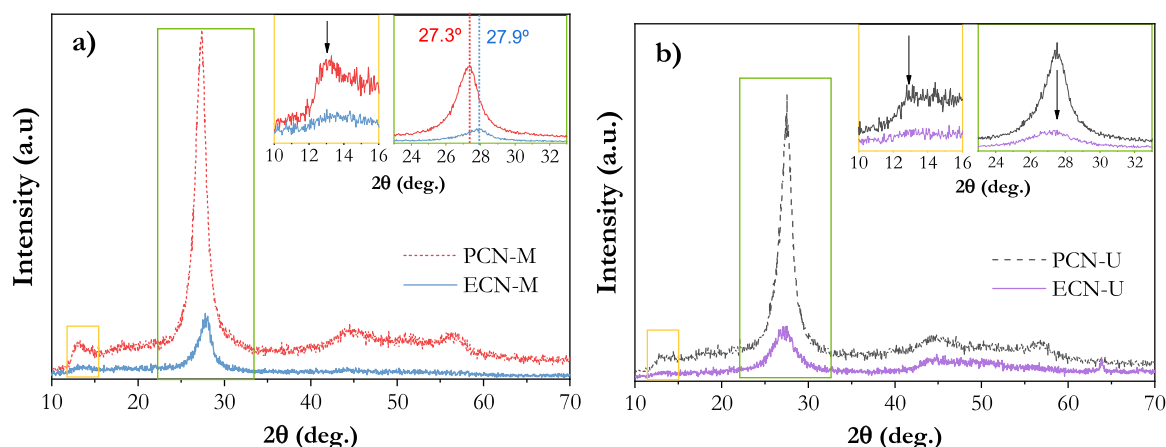 a)
27.3º
27.9º
10 12 14 16
24 26 28 30 32
2θ (deg.)
Intensity (a.u)
PCN-M
ECN-M
10 20 30 40 50 60 70
2θ (deg.)
b)
10 12 14 16
24 26 28 30 32
2θ (deg.)
Intensity (a.u.)
PCN-U
ECN-U
10 20 30 40 50 60 70
2θ (deg.)